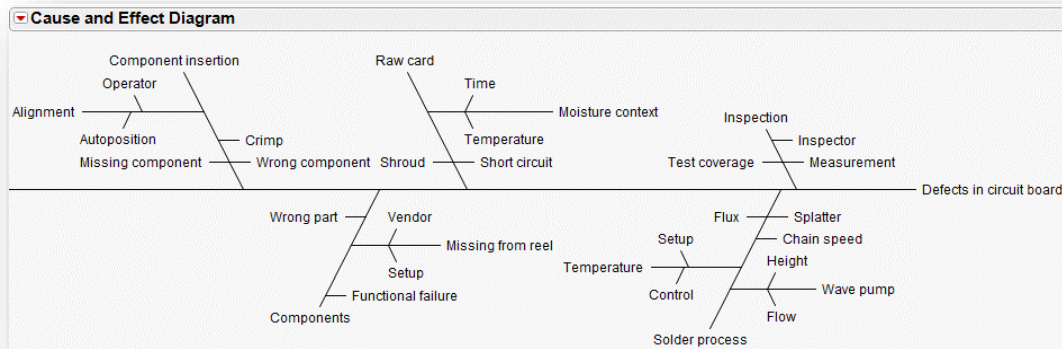 Cause and Effect Diagram
Component insertion
Raw card
Operator
Time
Alignment
Moisture context
Inspection
Autoposition
Crimp
Temperature
Inspector
Missing component
Wrong component
Shroud
Short circuit
Test coverage
Measurement
Defects in circuit board
Wrong part
Vendor
Flux
Splatter
Setup
Chain speed
Missing from reel
Height
Temperature
Setup
Wave pump
Control
Functional failure
Flow
Components
Solder process